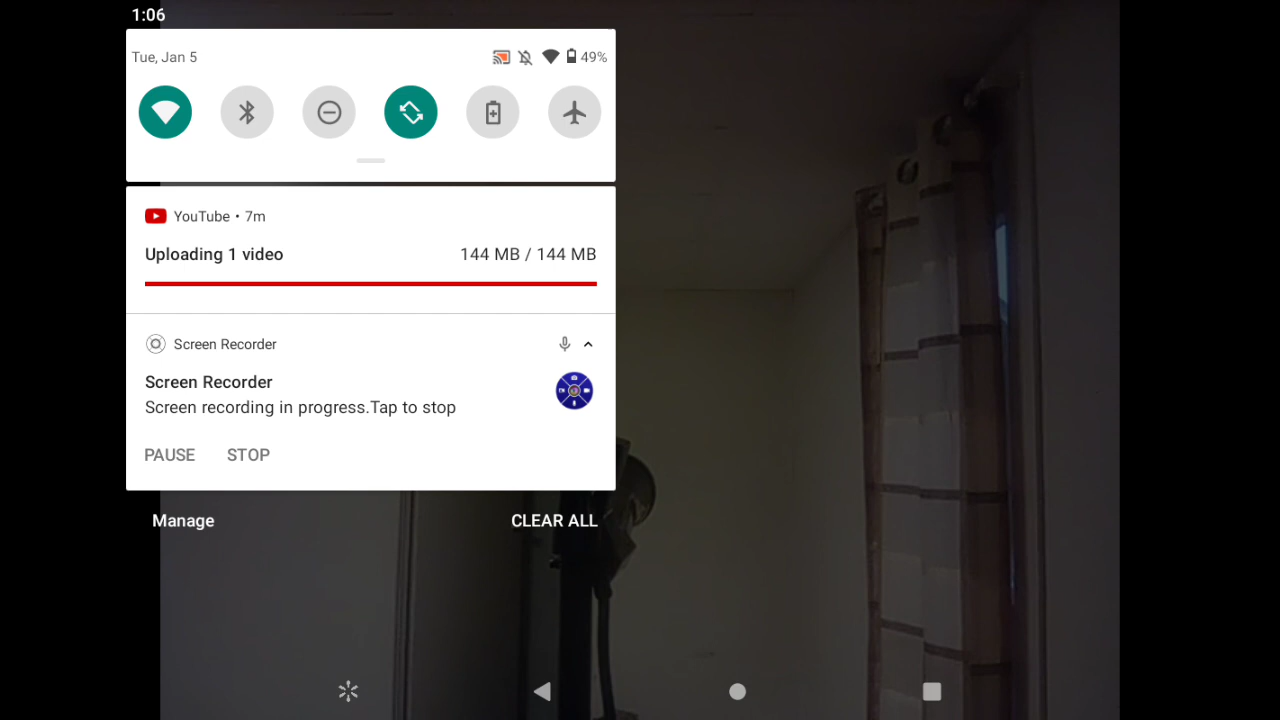 1:06
Tue, Jan 5
49%
YouTube • 7m
Uploading 1 video 144 MB / 144 MB
Screen Recorder
Screen Recorder
Screen recording in progress.Tap to stop
PAUSE STOP
Manage CLEAR ALL